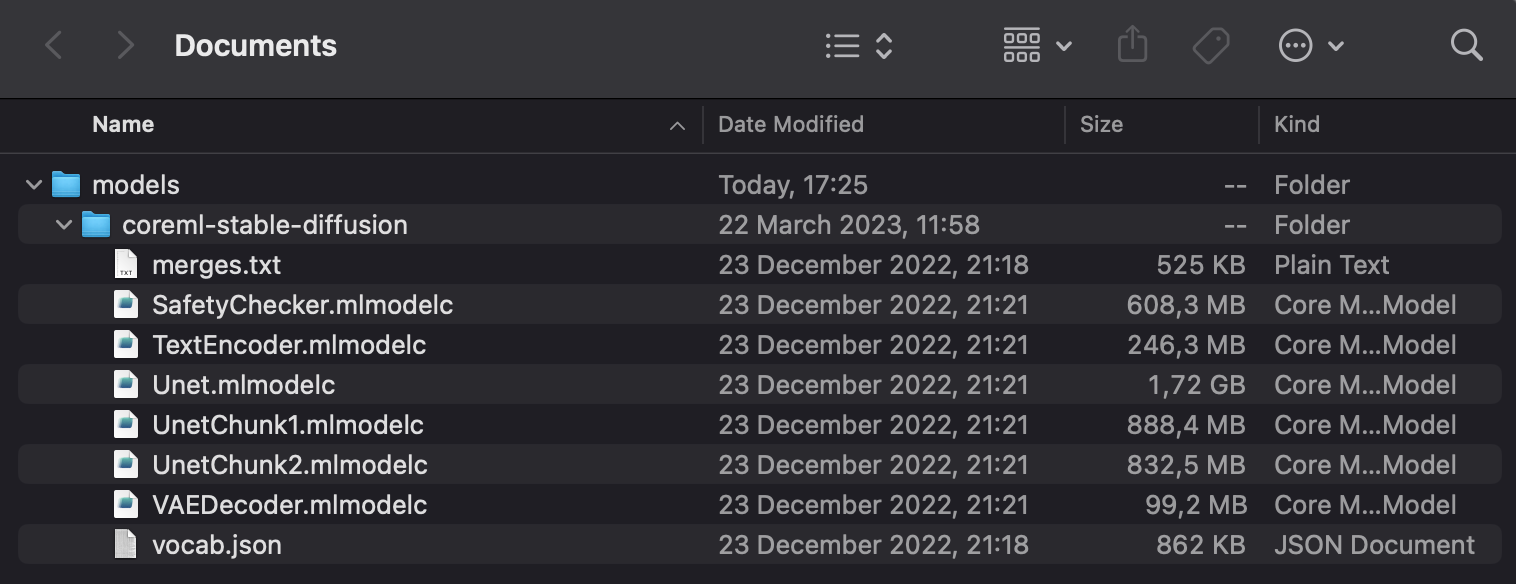 Documents
Name Date Modified Size Kind
models Today, 17:25 -- Folder
coreml-stable-diffusion 22 March 2023, 11:58 -- Folder
TXT merges.txt 23 December 2022, 21:18 525 KB Plain Text
SafetyChecker.mlmodelc 23 December 2022, 21:21 608,3 MB Core M...Model
TextEncoder.mlmodelc 23 December 2022, 21:21 246,3 MB Core M...Model
Unet.mlmodelc 23 December 2022, 21:21 1,72 GB Core M...Model
UnetChunk1.mlmodelc 23 December 2022, 21:21 888,4 MB Core M...Model
UnetChunk2.mlmodelc 23 December 2022, 21:21 832,5 MB Core M...Model
VAEDecoder.mlmodelc 23 December 2022, 21:21 99,2 MB Core M...Model
vocab.json 23 December 2022, 21:18 862 KB JSON Document